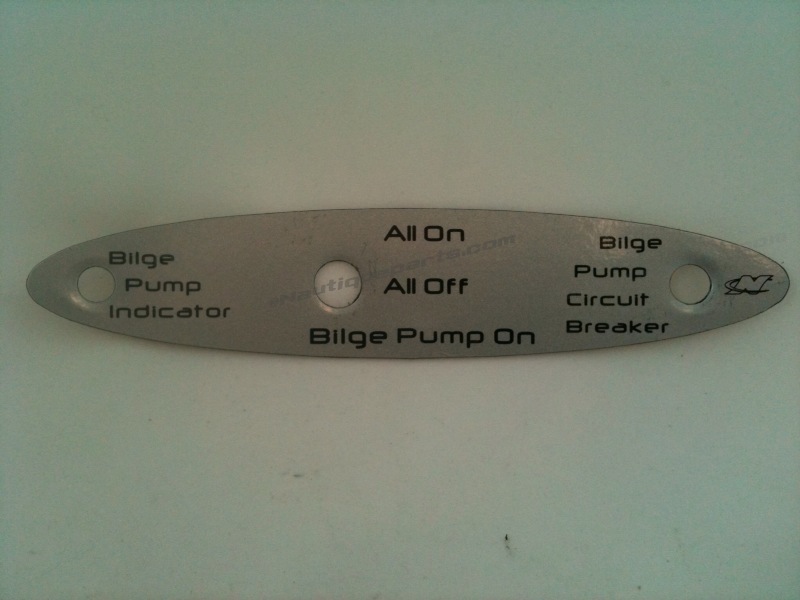 Bilge
Pump
Indicator
All On
All Off
Bilge Pump On
Bilge
Pump
Circuit
Breaker